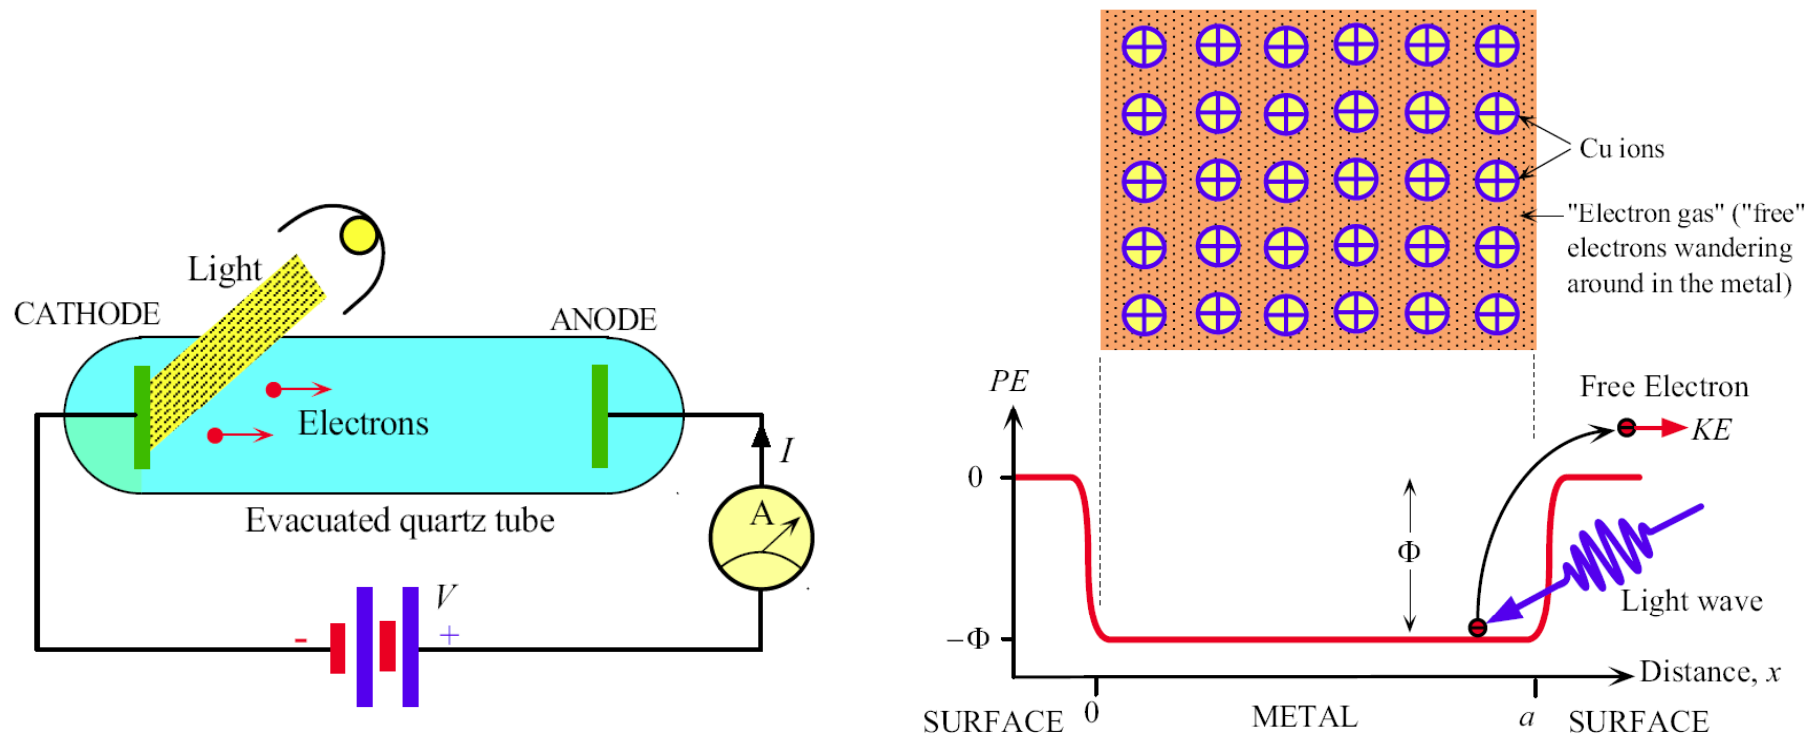 Light
CATHODE
ANODE
Electrons
I
A
Evacuated quartz tube
V
-
+
Cu ions
"Electron gas" ("free"
electrons wandering
around in the metal)
PE
Free Electron
KE
0
Φ
Light wave
−Φ
Distance, x
SURFACE 0 METAL a SURFACE